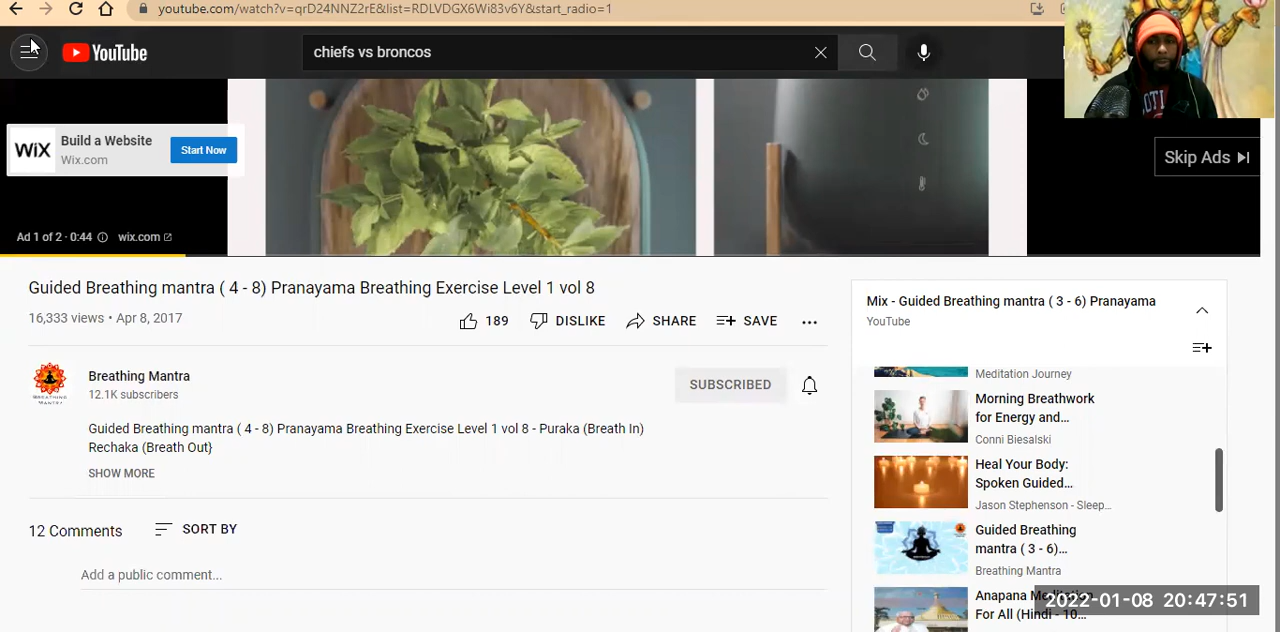 youtube.com/watch?v=qrD24NNZ2rE&list=RDLVDGX6Wi83v6Y&start_radio=1
YouTube
chiefs vs broncos
WIX
Build a Website
Wix.com
Start Now
Skip Ads
Ad 1 of 2 · 0:44
wix.com
Guided Breathing mantra ( 4 - 8) Pranayama Breathing Exercise Level 1 vol 8
16,333 views • Apr 8, 2017
189
DISLIKE
SHARE
SAVE
Breathing Mantra
12.1K subscribers
SUBSCRIBED
Guided Breathing mantra ( 4 - 8) Pranayama Breathing Exercise Level 1 vol 8 - Puraka (Breath In)
Rechaka (Breath Out}
SHOW MORE
12 Comments
SORT BY
Add a public comment...
Mix - Guided Breathing mantra ( 3 - 6) Pranayama
YouTube
Meditation Journey
Morning Breathwork
for Energy and...
Conni Biesalski
Heal Your Body:
Spoken Guided...
Jason Stephenson - Sleep...
Guided Breathing
mantra ( 3 - 6)...
Breathing Mantra
Anapana Meditation
For All (Hindi - 10...
2022-01-08 20:47:51